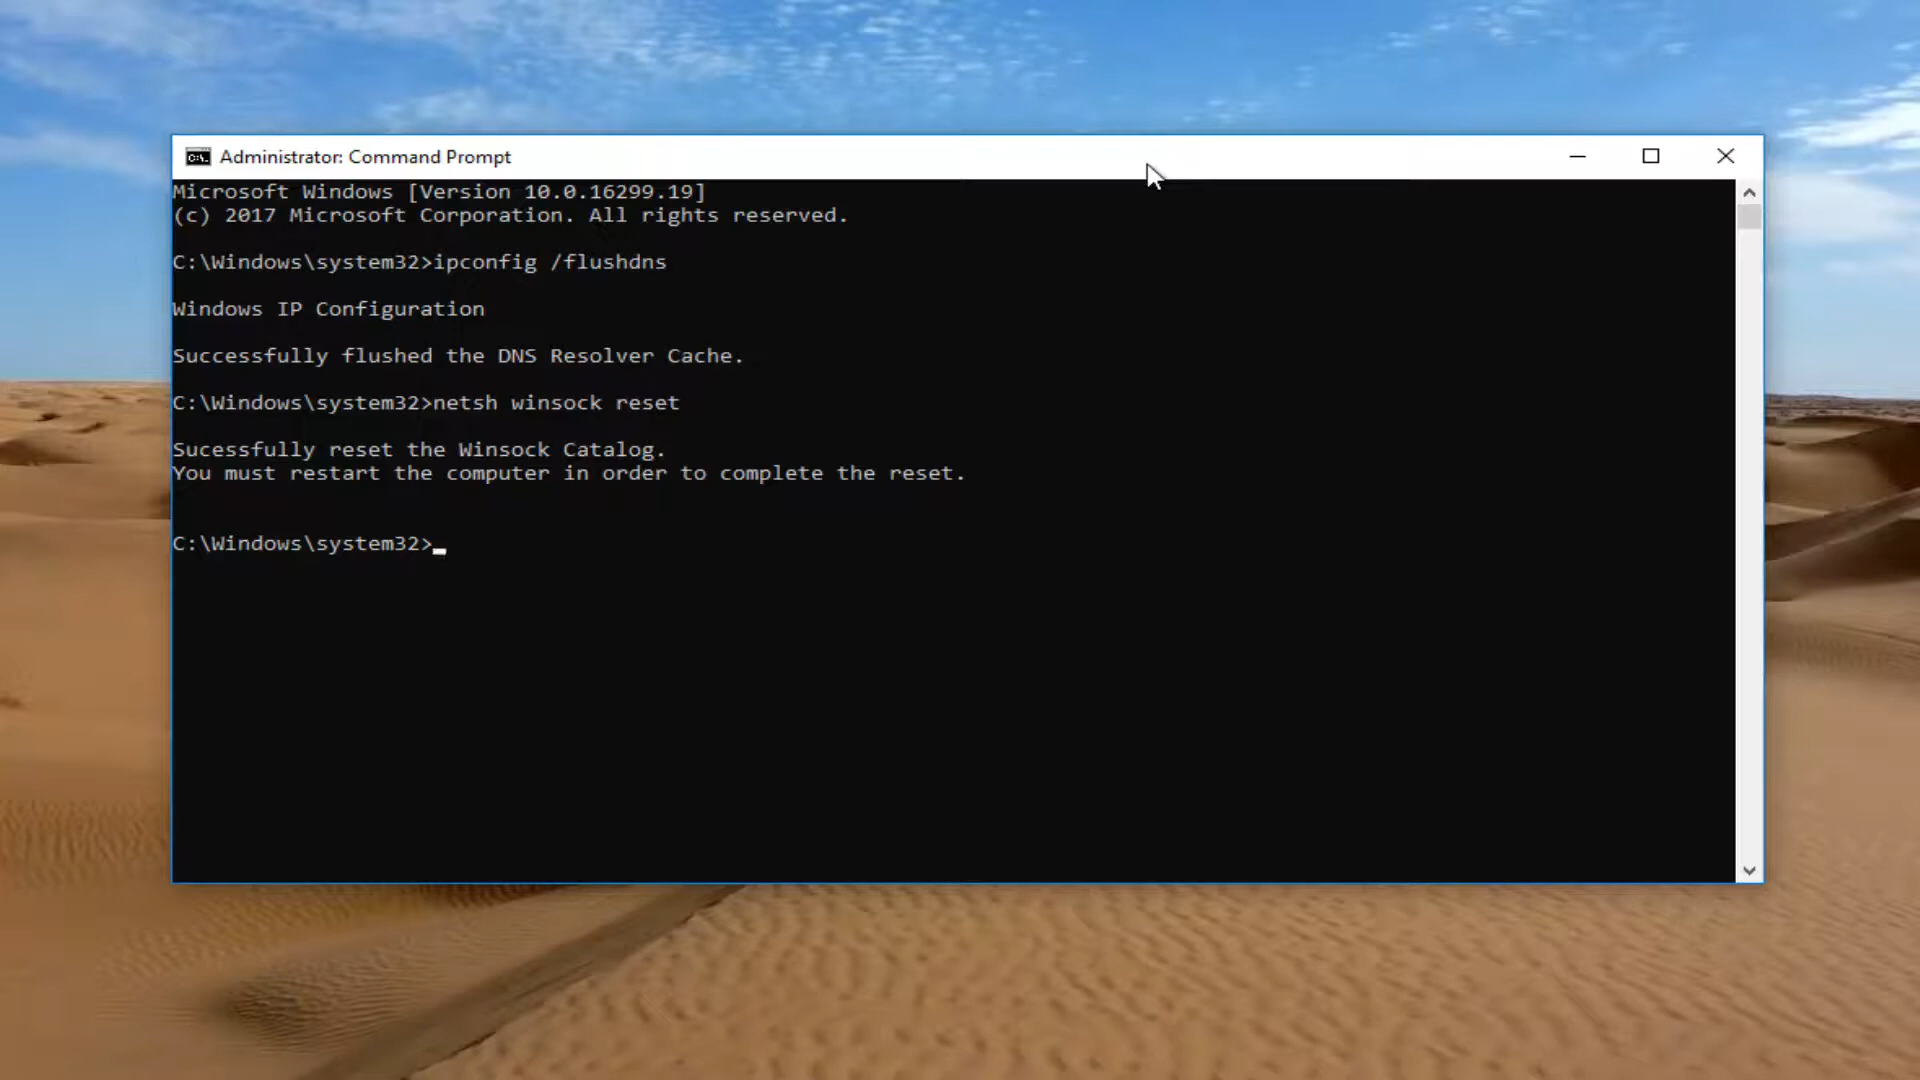 Administrator: Command Prompt
Microsoft Windows [Version 10.0.16299.19]
(c) 2017 Microsoft Corporation. All rights reserved.
C:\Windows\system32>ipconfig /flushdns
Windows IP Configuration
Successfully flushed the DNS Resolver Cache.
C:\Windows\system32>netsh winsock reset
Sucessfully reset the Winsock Catalog.
You must restart the computer in order to complete the reset.
C:\Windows\system32>